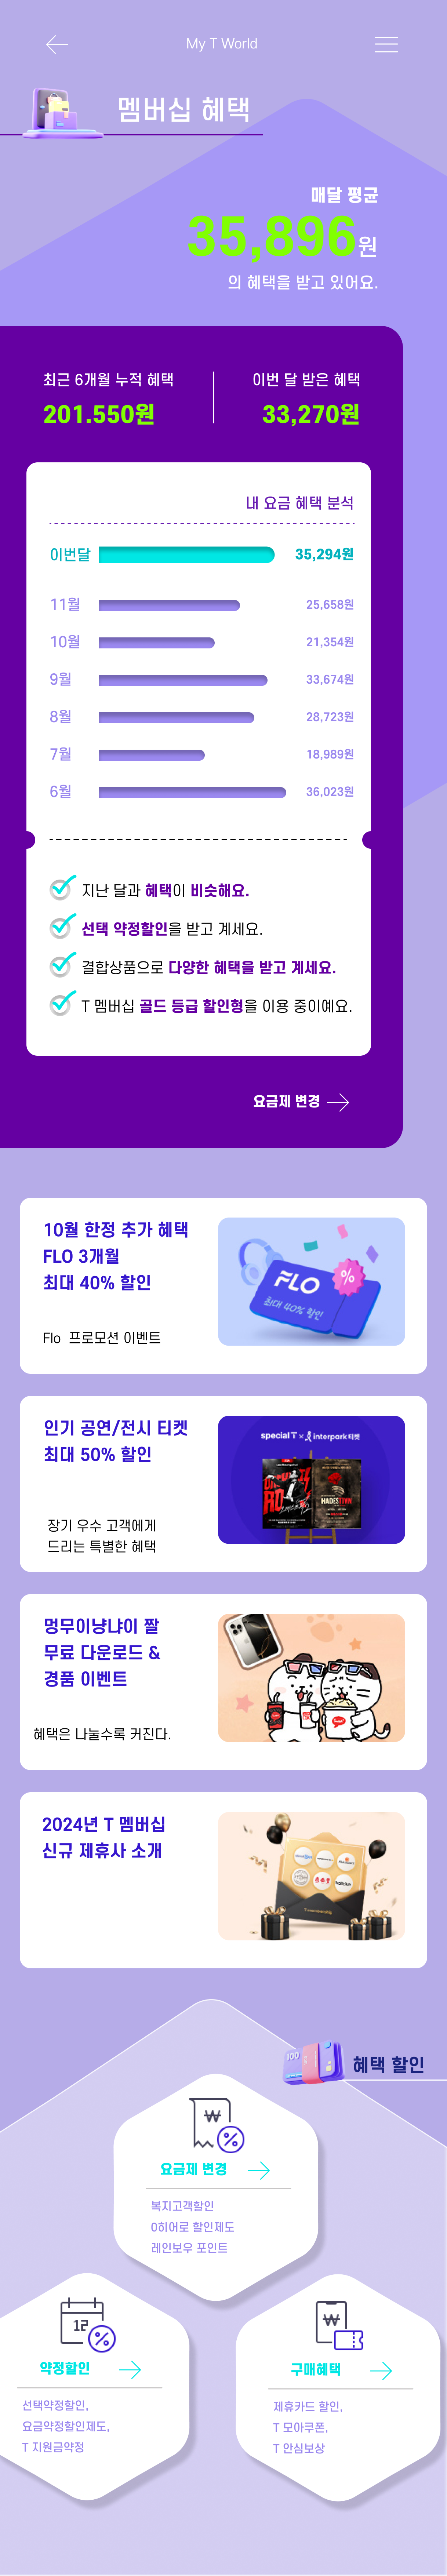 My T World
멤버십 혜택
매달 평균
35,896원
의 혜택을 받고 있어요.
최근 6개월 누적 혜택
201.550원
이번 달 받은 혜택
33,270원
내 요금 혜택 분석
이번달 35,294원
11월 25,658원
10월 21,354원
9월 33,674원
8월 28,723원
7월 18,989원
6월 36,023원
지난 달과 혜택이 비슷해요.
선택 약정할인을 받고 계세요.
결합상품으로 다양한 혜택을 받고 계세요.
T 멤버십 골드 등급 할인형을 이용 중이예요.
요금제 변경
10월 한정 추가 혜택
FLO 3개월
최대 40% 할인
Flo 프로모션 이벤트
FLO
최대 40% 할인
%
인기 공연/전시 티켓
최대 50% 할인
장기 우수 고객에게
드리는 특별한 혜택
special T × interpark 티켓
HADESTOWN
멍무이냥냐이 짤
무료 다운로드 &
경품 이벤트
혜택은 나눌수록 커진다.
2024년 T 멤버십
신규 제휴사 소개
T membership
100
혜택 할인
₩
%
요금제 변경
복지고객할인
0히어로 할인제도
레인보우 포인트
12
%
약정할인
선택약정할인,
요금약정할인제도,
T 지원금약정
₩
구매혜택
제휴카드 할인,
T 모아쿠폰,
T 안심보상